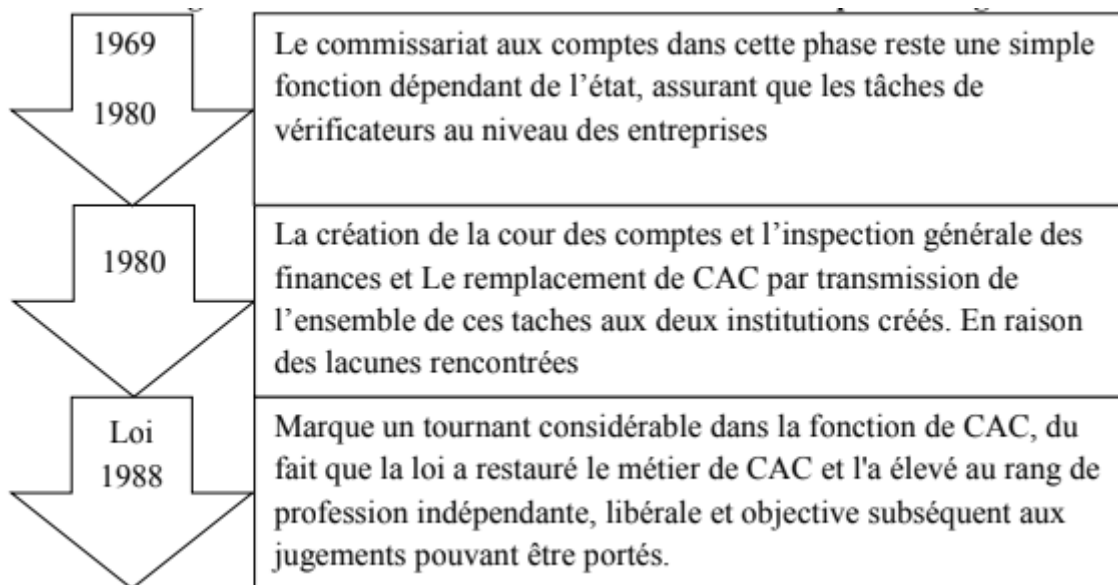 1969
1980
Le commissariat aux comptes dans cette phase reste une simple
fonction dépendant de l’état, assurant que les tâches de
vérificateurs au niveau des entreprises
1980
La création de la cour des comptes et l’inspection générale des
finances et Le remplacement de CAC par transmission de
l’ensemble de ces taches aux deux institutions créés. En raison
des lacunes rencontrées
Loi
1988
Marque un tournant considérable dans la fonction de CAC, du
fait que la loi a restauré le métier de CAC et l'a élevé au rang de
profession indépendante, libérale et objective subséquent aux
jugements pouvant être portés.